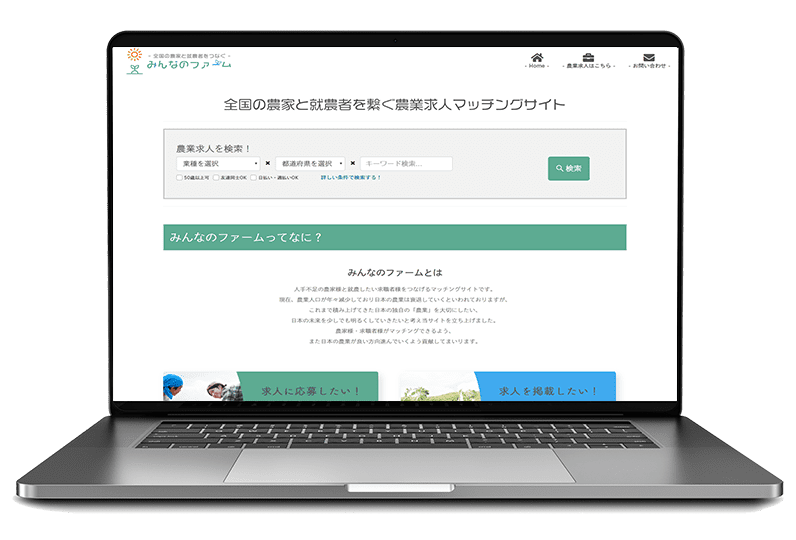 - 全国の農家と就農者をつなぐ -
みんなのファーム
- Home -
- 農業求人はこちら -
- お問い合わせ -
全国の農家と就農者を繋ぐ農業求人マッチングサイト
農業求人を検索！
業種を選択
都道府県を選択
キーワード検索...
検索
50歳以上可 友達同士OK 日払い・週払いOK 詳しい条件で検索する！
みんなのファームってなに？
みんなのファームとは
人手不足の農家様と就農したい求職者様をつなげるマッチングサイトです。
現在、農業人口が年々減少しており日本の農業は衰退していくといわれておりますが、
これまで積み上げてきた日本の独自の「農業」を大切にしたい、
日本の未来を少しでも明るくしていきたいと考え当サイトを立ち上げました。
農家様・求職者様がマッチングできるよう、
また日本の農業が良い方向進んでいくよう貢献してまいります。
求人に応募したい！
求人を掲載したい！